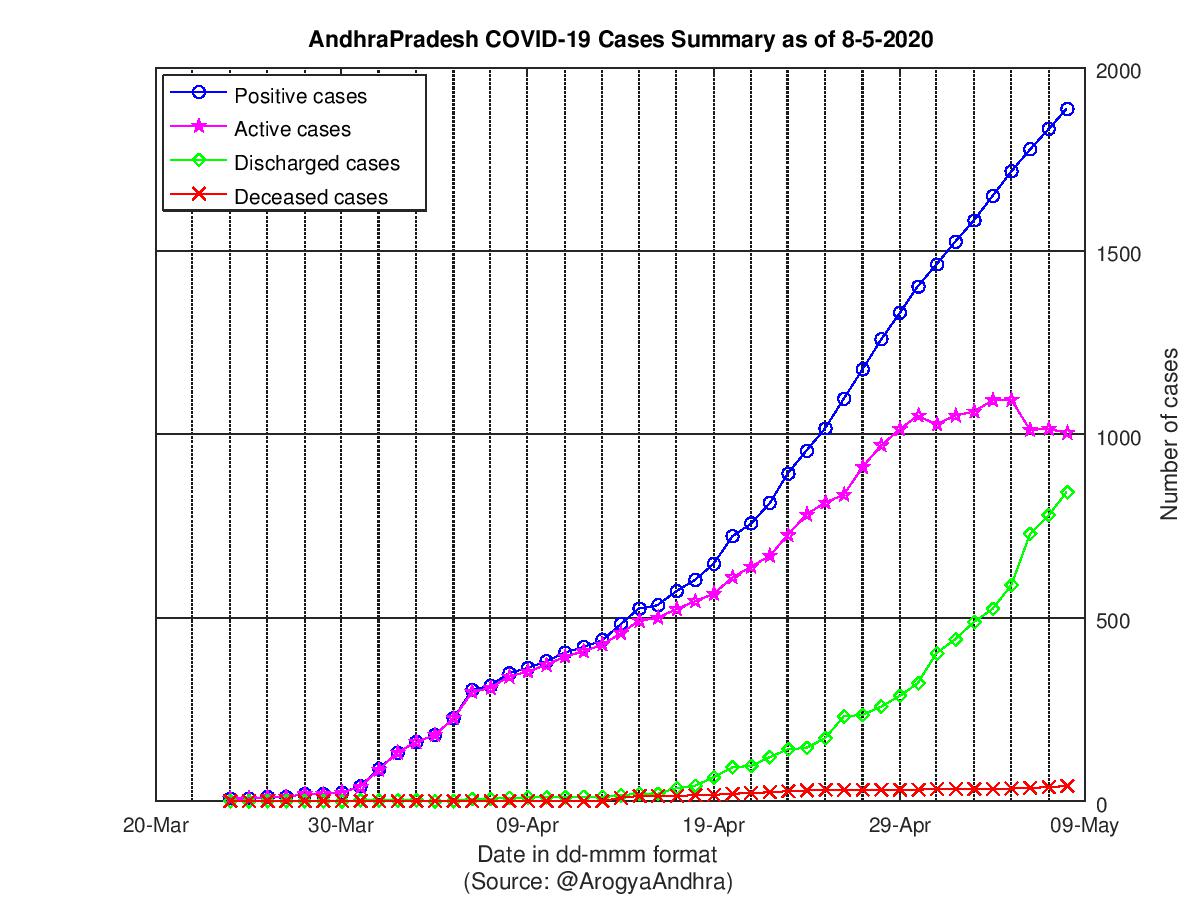 AndhraPradesh COVID-19 Cases Summary as of 8-5-2020
Positive cases
Active cases
Discharged cases
Deceased cases
2000
1500
1000
500
0
Number of cases
20-Mar
30-Mar
09-Apr
19-Apr
29-Apr
09-May
Date in dd-mmm format
(Source: @ArogyaAndhra)